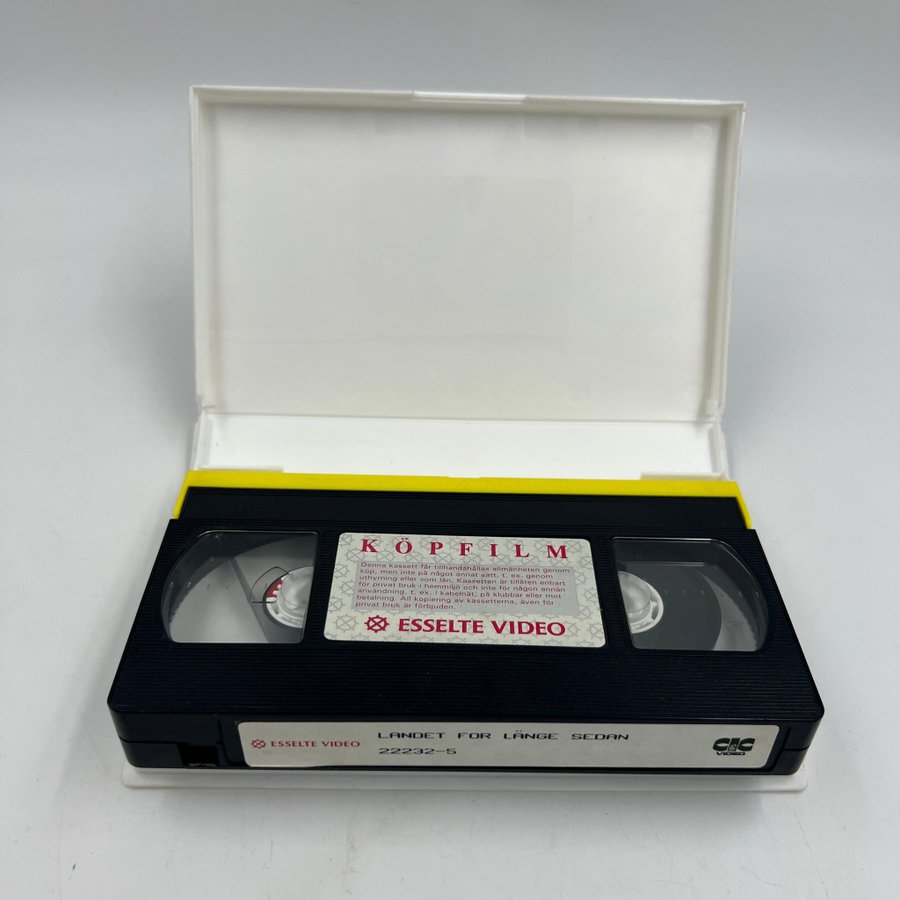 KÖPFILM
Denna kassett får tillhandahållas allmänheten genom
köp, men inte på något annat sätt, t. ex. genom
uthyrning eller som lån. Kassetten är tillåten enbart
för privat bruk i hemmiljö och inte för någon annan
användning, t. ex. i kabelnät, på klubbar eller mot
betalning. All kopiering av kassetterna, även för
privat bruk är förbjuden.
ESSELTE VIDEO
ESSELTE VIDEO
LANDET FOR LÄNGE SEDAN
22232-5
CIC
VIDEO